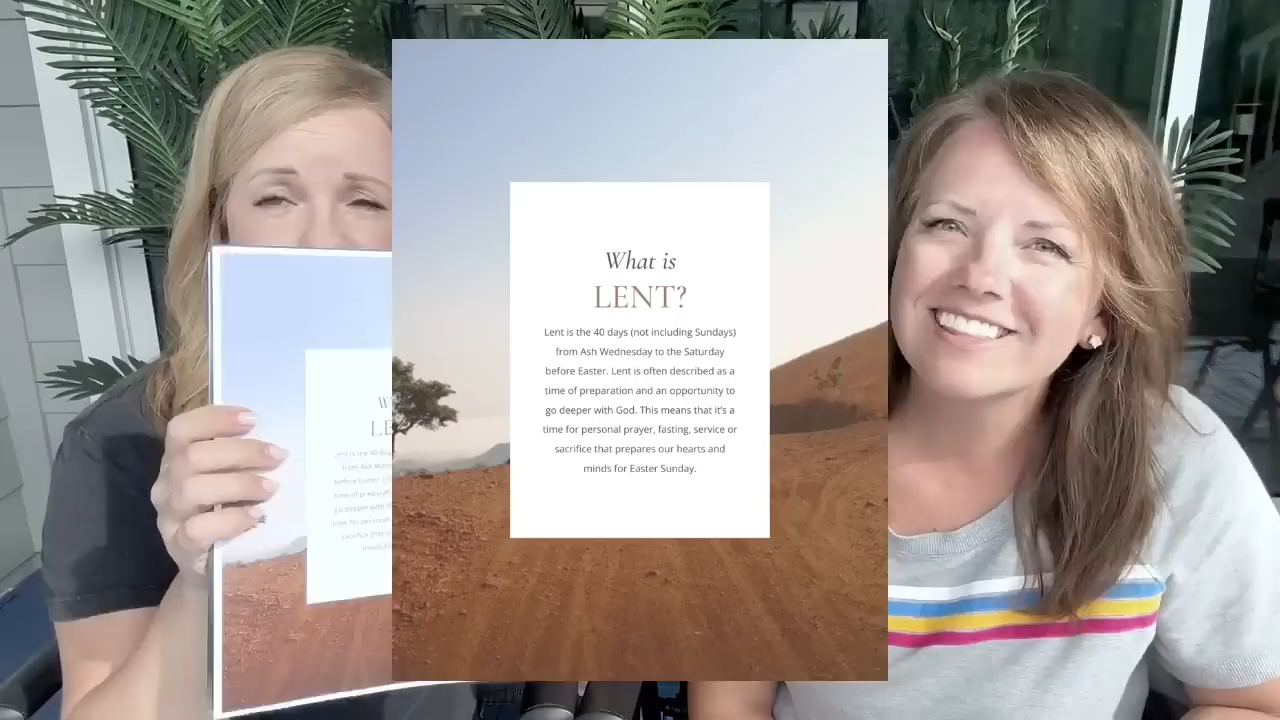 What is
LENT?
Lent is the 40 days (not including Sundays)
from Ash Wednesday to the Saturday
before Easter. Lent is often described as a
time of preparation and an opportunity to
go deeper with God. This means that it's a
time for personal prayer, fasting, service or
sacrifice that prepares our hearts and
minds for Easter Sunday.